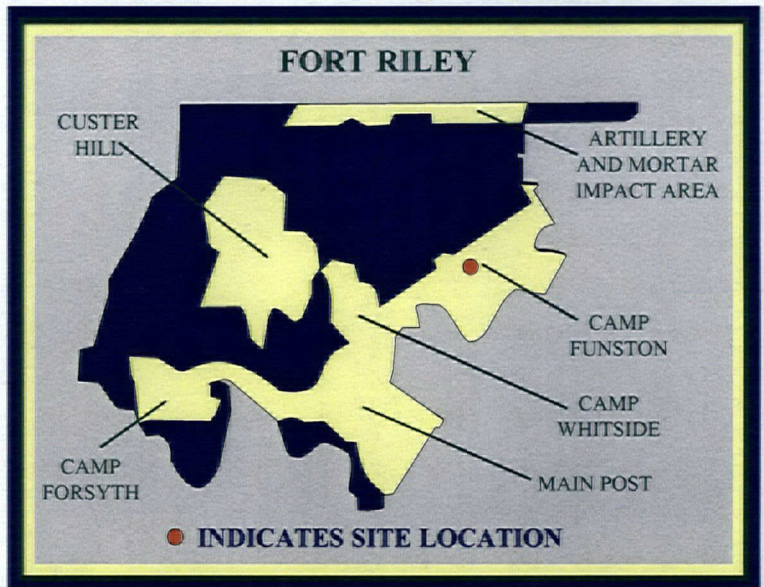 FORT RILEY
CUSTER
HILL
ARTILLERY
AND MORTAR
IMPACT AREA
CAMP
FUNSTON
CAMP
WHITSIDE
CAMP
FORSYTH
MAIN POST
INDICATES SITE LOCATION